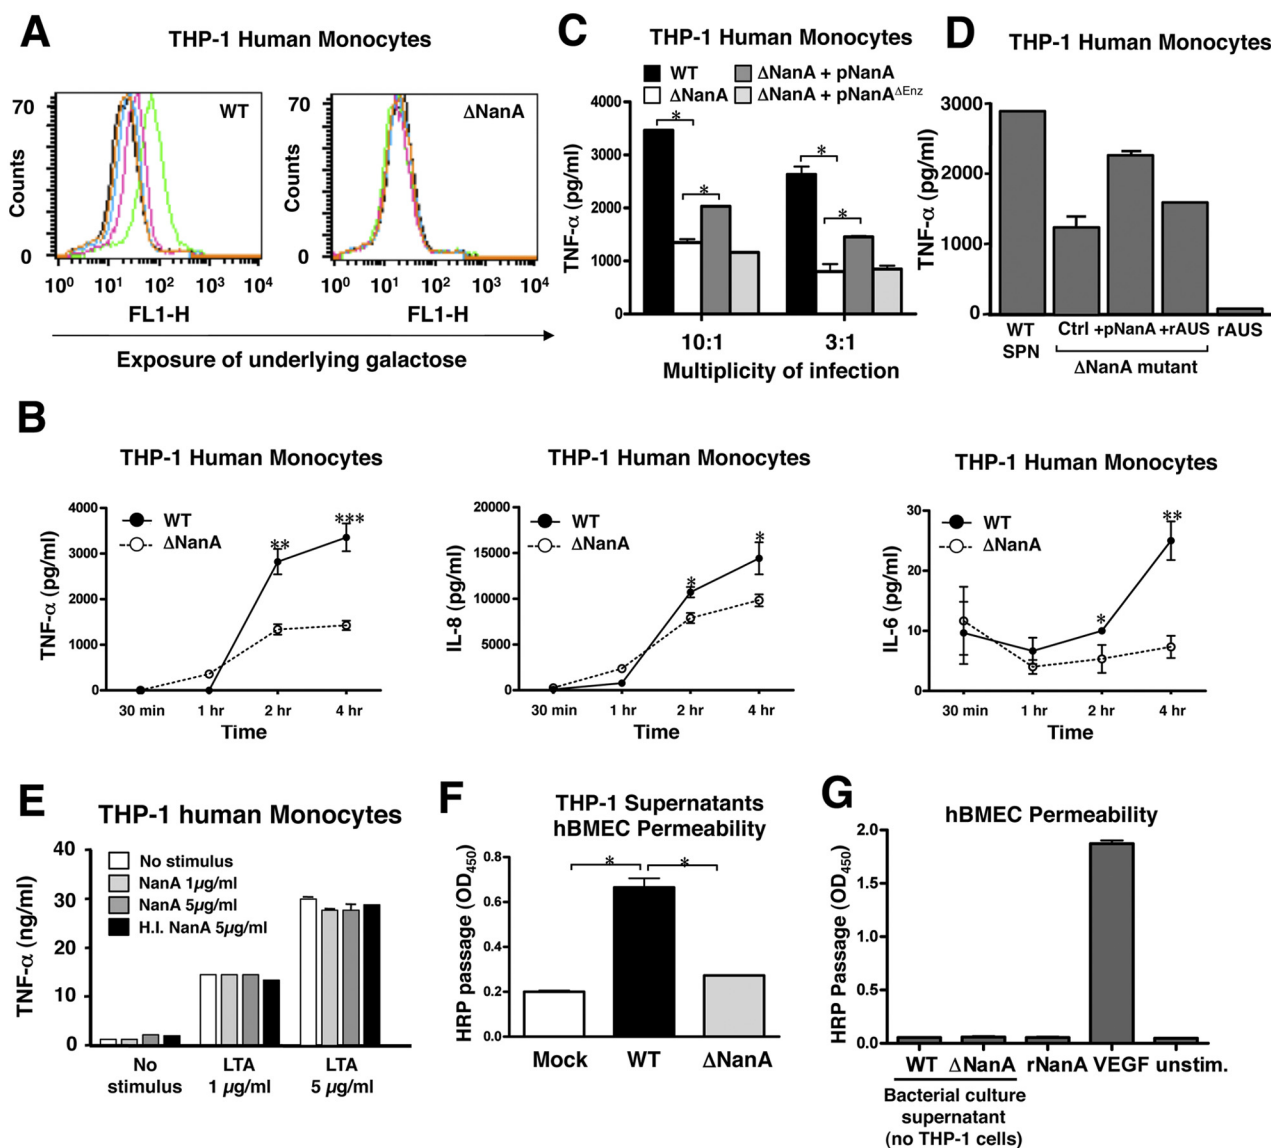 A
THP-1 Human Monocytes
70
WT
Counts
0
10⁰ 10¹ 10² 10³ 10⁴
FL1-H
70
ΔNanA
Counts
0
10⁰ 10¹ 10² 10³ 10⁴
FL1-H
Exposure of underlying galactose
C
THP-1 Human Monocytes
WT
ΔNanA
ΔNanA + pNanA
ΔNanA + pNanA^ΔEnz
TNF-α (pg/ml)
4000
3000
2000
1000
0
* * * *
10:1 3:1
Multiplicity of infection
D
THP-1 Human Monocytes
TNF-α (pg/ml)
3000
2000
1000
0
WT Ctrl +pNanA +rAUS rAUS
SPN
ΔNanA mutant
B
THP-1 Human Monocytes
TNF-α (pg/ml)
4000
3000
2000
1000
0
WT
ΔNanA
** ***
30 min 1 hr 2 hr 4 hr
Time
THP-1 Human Monocytes
IL-8 (pg/ml)
20000
15000
10000
5000
0
WT
ΔNanA
* *
30 min 1 hr 2 hr 4 hr
Time
THP-1 Human Monocytes
IL-6 (pg/ml)
30
20
10
0
WT
ΔNanA
* **
30 min 1 hr 2 hr 4 hr
Time
E
THP-1 human Monocytes
TNF-α (ng/ml)
40
30
20
10
0
No stimulus
NanA 1μg/ml
NanA 5μg/ml
H.I. NanA 5μg/ml
No LTA LTA
stimulus 1 μg/ml 5 μg/ml
F
THP-1 Supernatants
hBMEC Permeability
HRP passage (OD₄₅₀)
0.8
0.6
0.4
0.2
0.0
* *
Mock WT ΔNanA
G
hBMEC Permeability
HRP Passage (OD₄₅₀)
2.0
1.5
1.0
0.5
0.0
WT ΔNanA rNanA VEGF unstim.
Bacterial culture
supernatant
(no THP-1 cells)